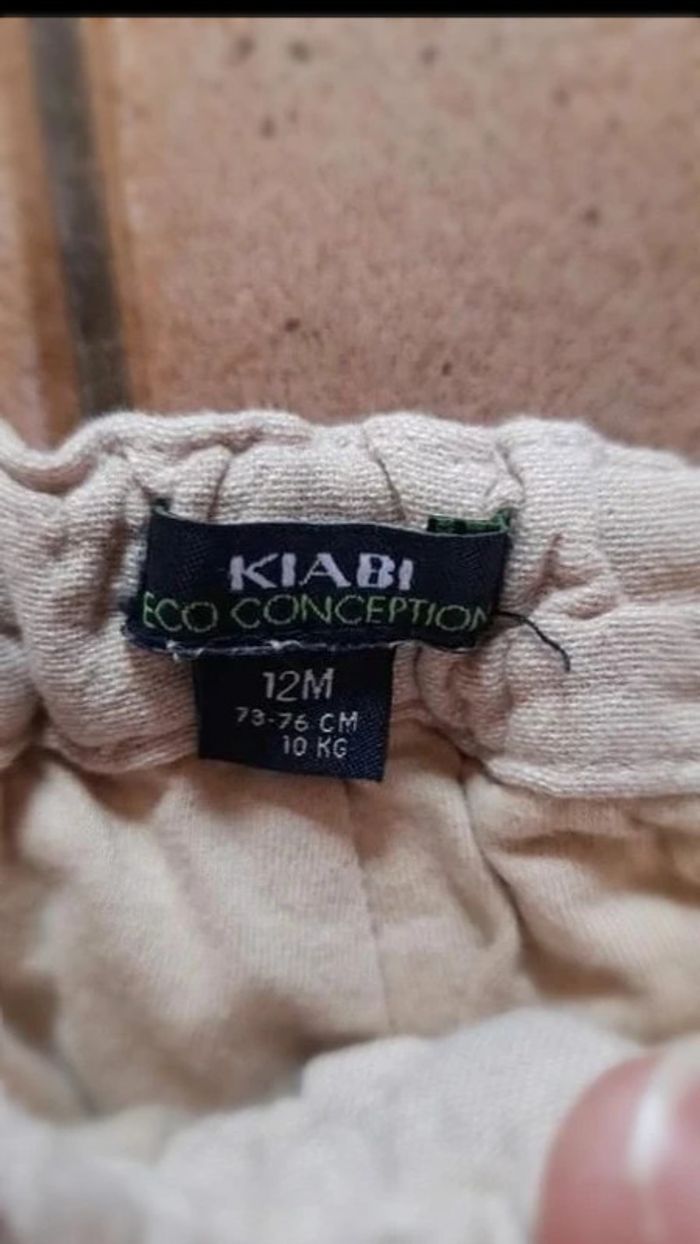 KIABI
ECO CONCEPTION
12M
73-76 CM
10 KG